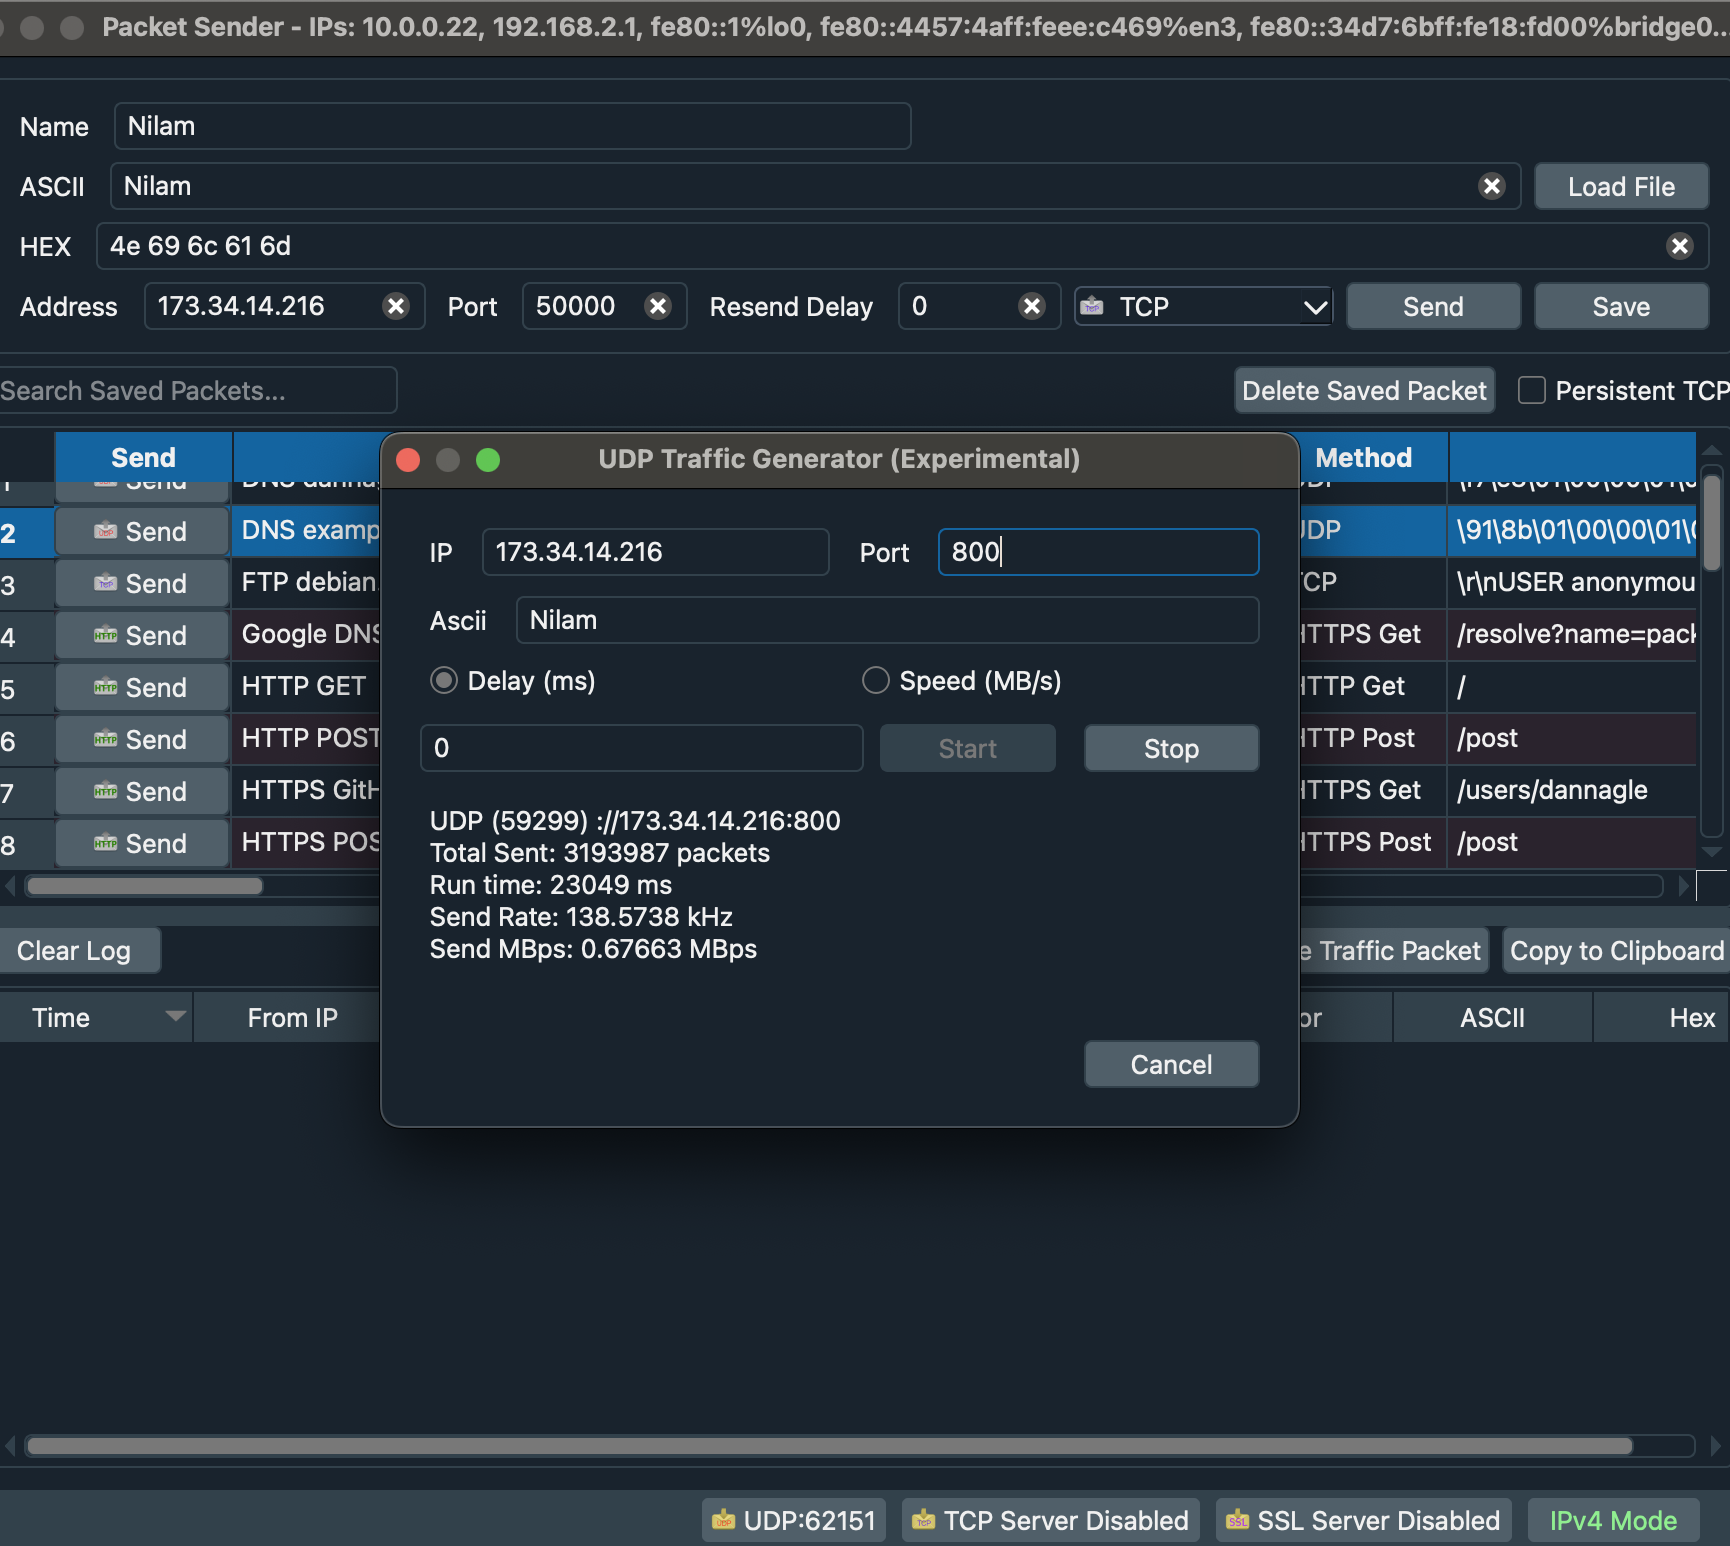 Packet Sender - IPs: 10.0.0.22, 192.168.2.1, fe80::1%lo0, fe80::4457:4aff:feee:c469%en3, fe80::34d7:6bff:fe18:fd00%bridge0...
Name Nilam
ASCII Nilam Load File
HEX 4e 69 6c 61 6d
Address 173.34.14.216 Port 50000 Resend Delay 0 TCP Send Save
Search Saved Packets... Delete Saved Packet Persistent TCP
Send Method
Send
2 Send DNS examp UDP \91\8b\01\00\00\01\0
3 Send FTP debian. TCP \r\nUSER anonymou
4 Send Google DNS HTTPS Get /resolve?name=pack
5 Send HTTP GET HTTP Get /
6 Send HTTP POST HTTP Post /post
7 Send HTTPS GitH HTTPS Get /users/dannagle
8 Send HTTPS POS HTTPS Post /post
UDP Traffic Generator (Experimental)
IP 173.34.14.216 Port 800
Ascii Nilam
Delay (ms) Speed (MB/s)
0 Start Stop
UDP (59299) ://173.34.14.216:800
Total Sent: 3193987 packets
Run time: 23049 ms
Send Rate: 138.5738 kHz
Send MBps: 0.67663 MBps
Cancel
Clear Log e Traffic Packet Copy to Clipboard
Time From IP or ASCII Hex
UDP:62151 TCP Server Disabled SSL Server Disabled IPv4 Mode